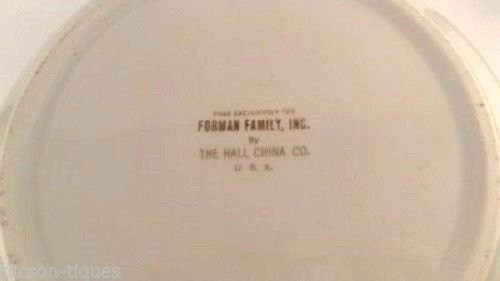 FORMAN FAMILY, INC.
By
THE HALL CHINA CO.
U. S. A.